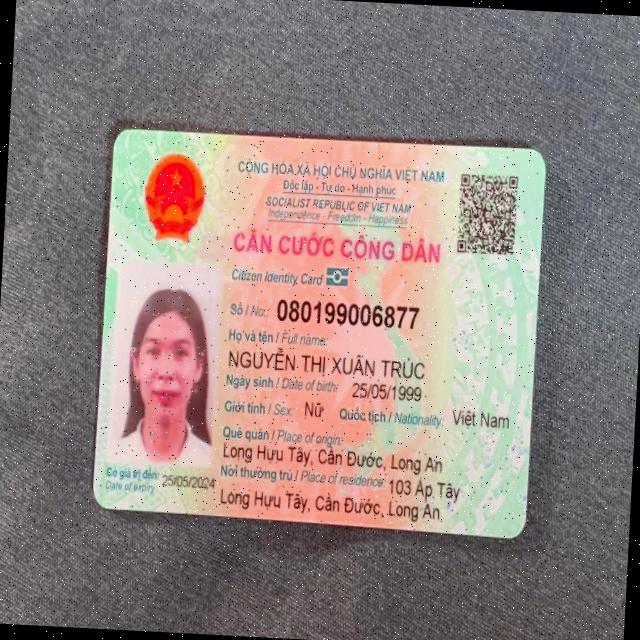 CỘNG HÒA XÃ HỘI CHỦ NGHĨA VIỆT NAM
Độc lập - Tự do - Hạnh phúc
SOCIALIST REPUBLIC OF VIET NAM
Independence - Freedom - Happiness
CĂN CƯỚC CÔNG DÂN
Citizen Identity Card
Số / No.: 080199006877
Họ và tên / Full name:
NGUYỄN THỊ XUÂN TRÚC
Ngày sinh / Date of birth: 25/05/1999
Giới tính / Sex: Nữ Quốc tịch / Nationality: Việt Nam
Quê quán / Place of origin:
Long Hựu Tây, Cần Đước, Long An
Nơi thường trú / Place of residence: 103 Ấp Tây
Long Hựu Tây, Cần Đước, Long An
Có giá trị đến: 25/05/2024
Date of expiry